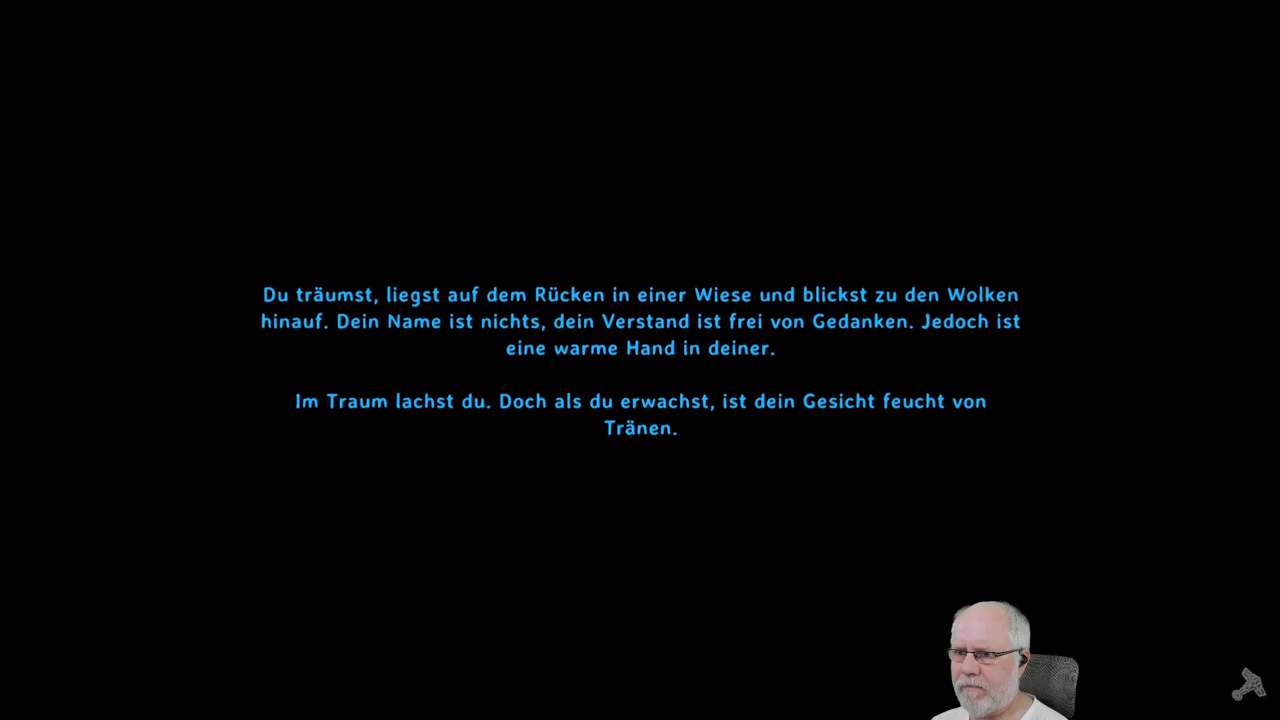 Du träumst, liegst auf dem Rücken in einer Wiese und blickst zu den Wolken
hinauf. Dein Name ist nichts, dein Verstand ist frei von Gedanken. Jedoch ist
eine warme Hand in deiner.
Im Traum lachst du. Doch als du erwachst, ist dein Gesicht feucht von
Tränen.